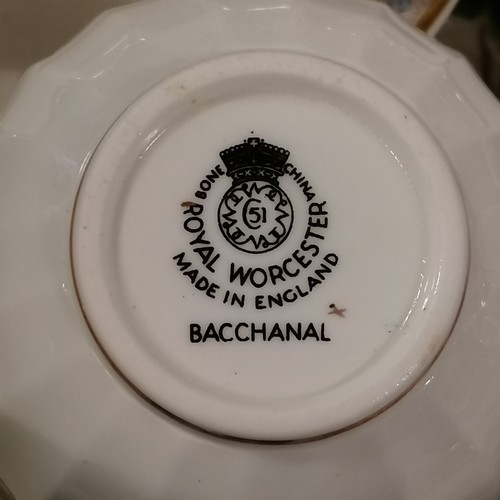 BONE CHINA
C 51
ROYAL WORCESTER
MADE IN ENGLAND
BACCHANAL